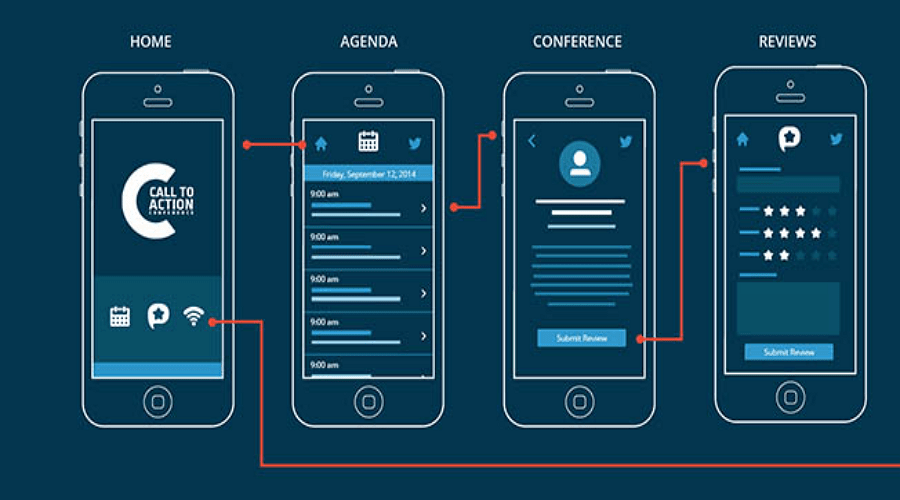 HOME
AGENDA
CONFERENCE
REVIEWS
CALL TO
ACTION
CONFERENCE
Friday, September 12, 2014
9:00 am
9:00 am
9:00 am
9:00 am
9:00 am
Submit Review
Submit Review